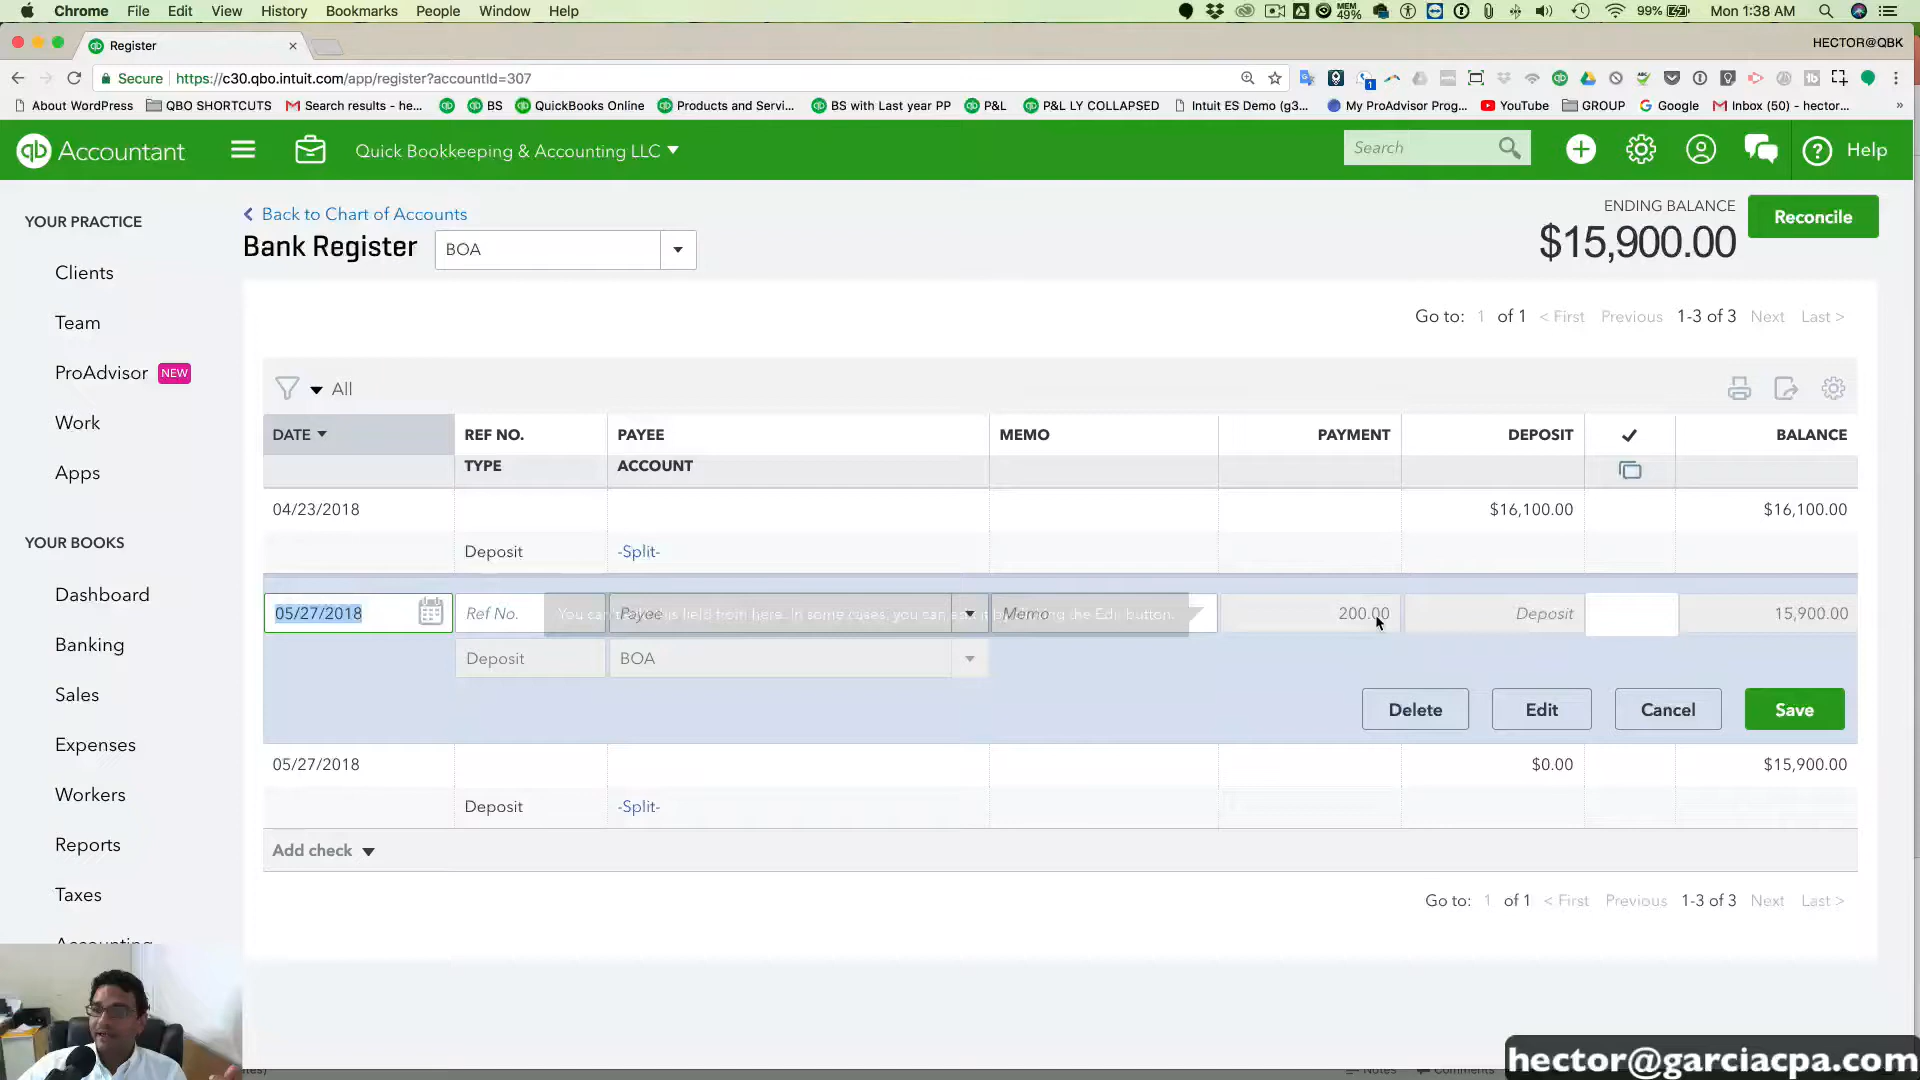 Chrome File Edit View History Bookmarks People Window Help MEM 49% 99% Mon 1:38 AM
Register HECTOR@QBK
Secure https://c30.qbo.intuit.com/app/register?accountId=307
About WordPress QBO SHORTCUTS Search results - he... BS QuickBooks Online Products and Servi... BS with Last year PP P&L P&L LY COLLAPSED Intuit ES Demo (g3... My ProAdvisor Prog... YouTube GROUP Google Inbox (50) - hector... »
qb Accountant Quick Bookkeeping & Accounting LLC Search Help
YOUR PRACTICE
Clients
Team
ProAdvisor NEW
Work
Apps
YOUR BOOKS
Dashboard
Banking
Sales
Expenses
Workers
Reports
Taxes
Accounting
Back to Chart of Accounts
Bank Register BOA
ENDING BALANCE
$15,900.00
Reconcile
Go to: 1 of 1 < First Previous 1-3 of 3 Next Last >
All
DATE REF NO. PAYEE MEMO PAYMENT DEPOSIT BALANCE
TYPE ACCOUNT
04/23/2018 $16,100.00 $16,100.00
Deposit -Split-
05/27/2018 Ref No. Payee Memo 200.00 Deposit 15,900.00
Deposit BOA
Delete Edit Cancel Save
05/27/2018 $0.00 $15,900.00
Deposit -Split-
Add check
Go to: 1 of 1 < First Previous 1-3 of 3 Next Last >
hector@garciacpa.com